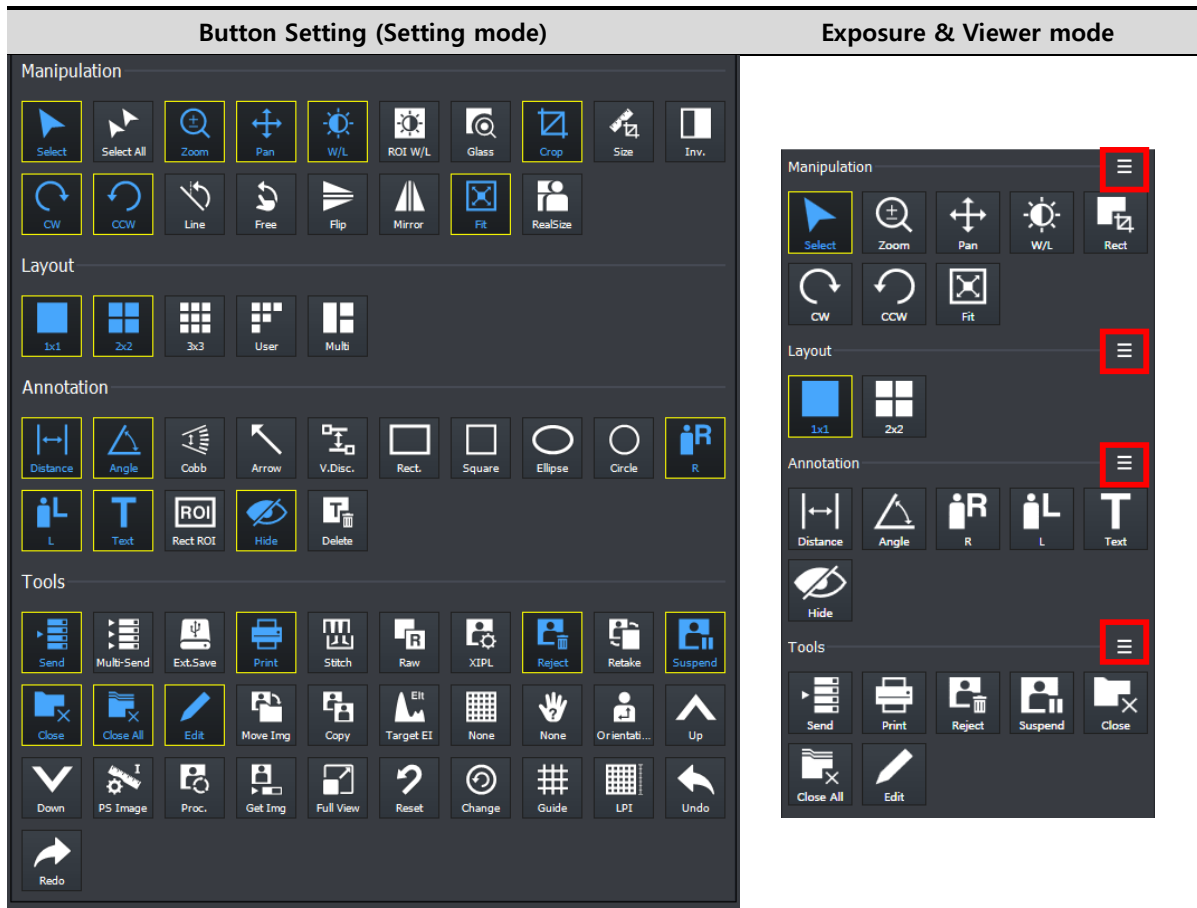 Button Setting (Setting mode)
Exposure & Viewer mode
Manipulation
Select Select All Zoom Pan W/L ROI W/L Glass Crop Size Inv.
CW CCW Line Free Flip Mirror Fit RealSize
Layout
1x1 2x2 3x3 User Multi
Annotation
Distance Angle Cobb Arrow V.Disc. Rect. Square Ellipse Circle R R
L L T Text ROI Rect ROI Hide T Delete
Tools
Send Multi-Send Ext.Save Print Stitch R Raw XIPL Reject Retake Suspend
Close Close All Edit Move Img Copy EIt Target EI None ? None Orientati... Up
Down I PS Image Proc. Get Img Full View Reset Change Guide LPI Undo
Redo
Manipulation
Select Zoom Pan W/L Rect
CW CCW Fit
Layout
1x1 2x2
Annotation
Distance Angle R R L L T Text
Hide
Tools
Send Print Reject Suspend Close
Close All Edit